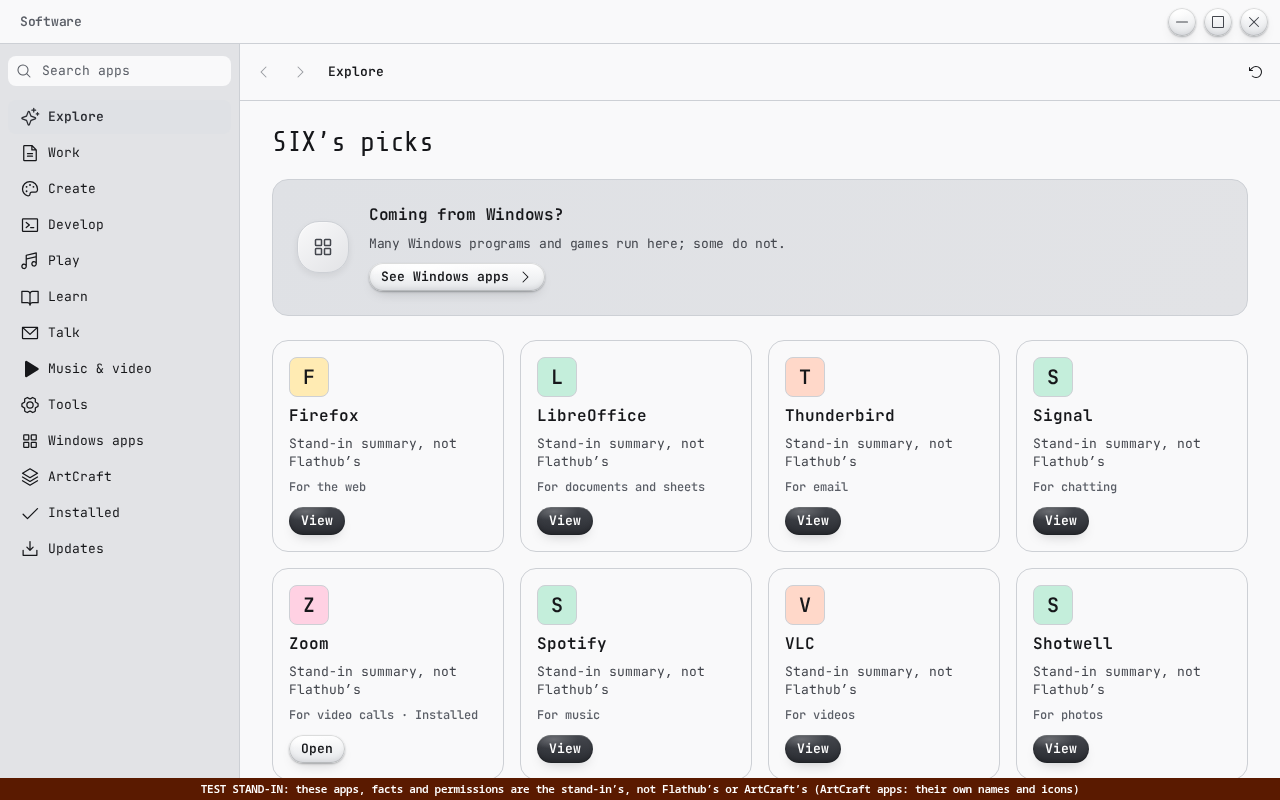 Software
Search apps
Explore
Work
Create
Develop
Play
Learn
Talk
Music & video
Tools
Windows apps
ArtCraft
Installed
Updates
Explore
SIX’s picks
Coming from Windows?
Many Windows programs and games run here; some do not.
See Windows apps
F
Firefox
Stand-in summary, not
Flathub’s
For the web
View
L
LibreOffice
Stand-in summary, not
Flathub’s
For documents and sheets
View
T
Thunderbird
Stand-in summary, not
Flathub’s
For email
View
S
Signal
Stand-in summary, not
Flathub’s
For chatting
View
Z
Zoom
Stand-in summary, not
Flathub’s
For video calls · Installed
Open
S
Spotify
Stand-in summary, not
Flathub’s
For music
View
V
VLC
Stand-in summary, not
Flathub’s
For videos
View
S
Shotwell
Stand-in summary, not
Flathub’s
For photos
View
TEST STAND-IN: these apps, facts and permissions are the stand-in’s, not Flathub’s or ArtCraft’s (ArtCraft apps: their own names and icons)